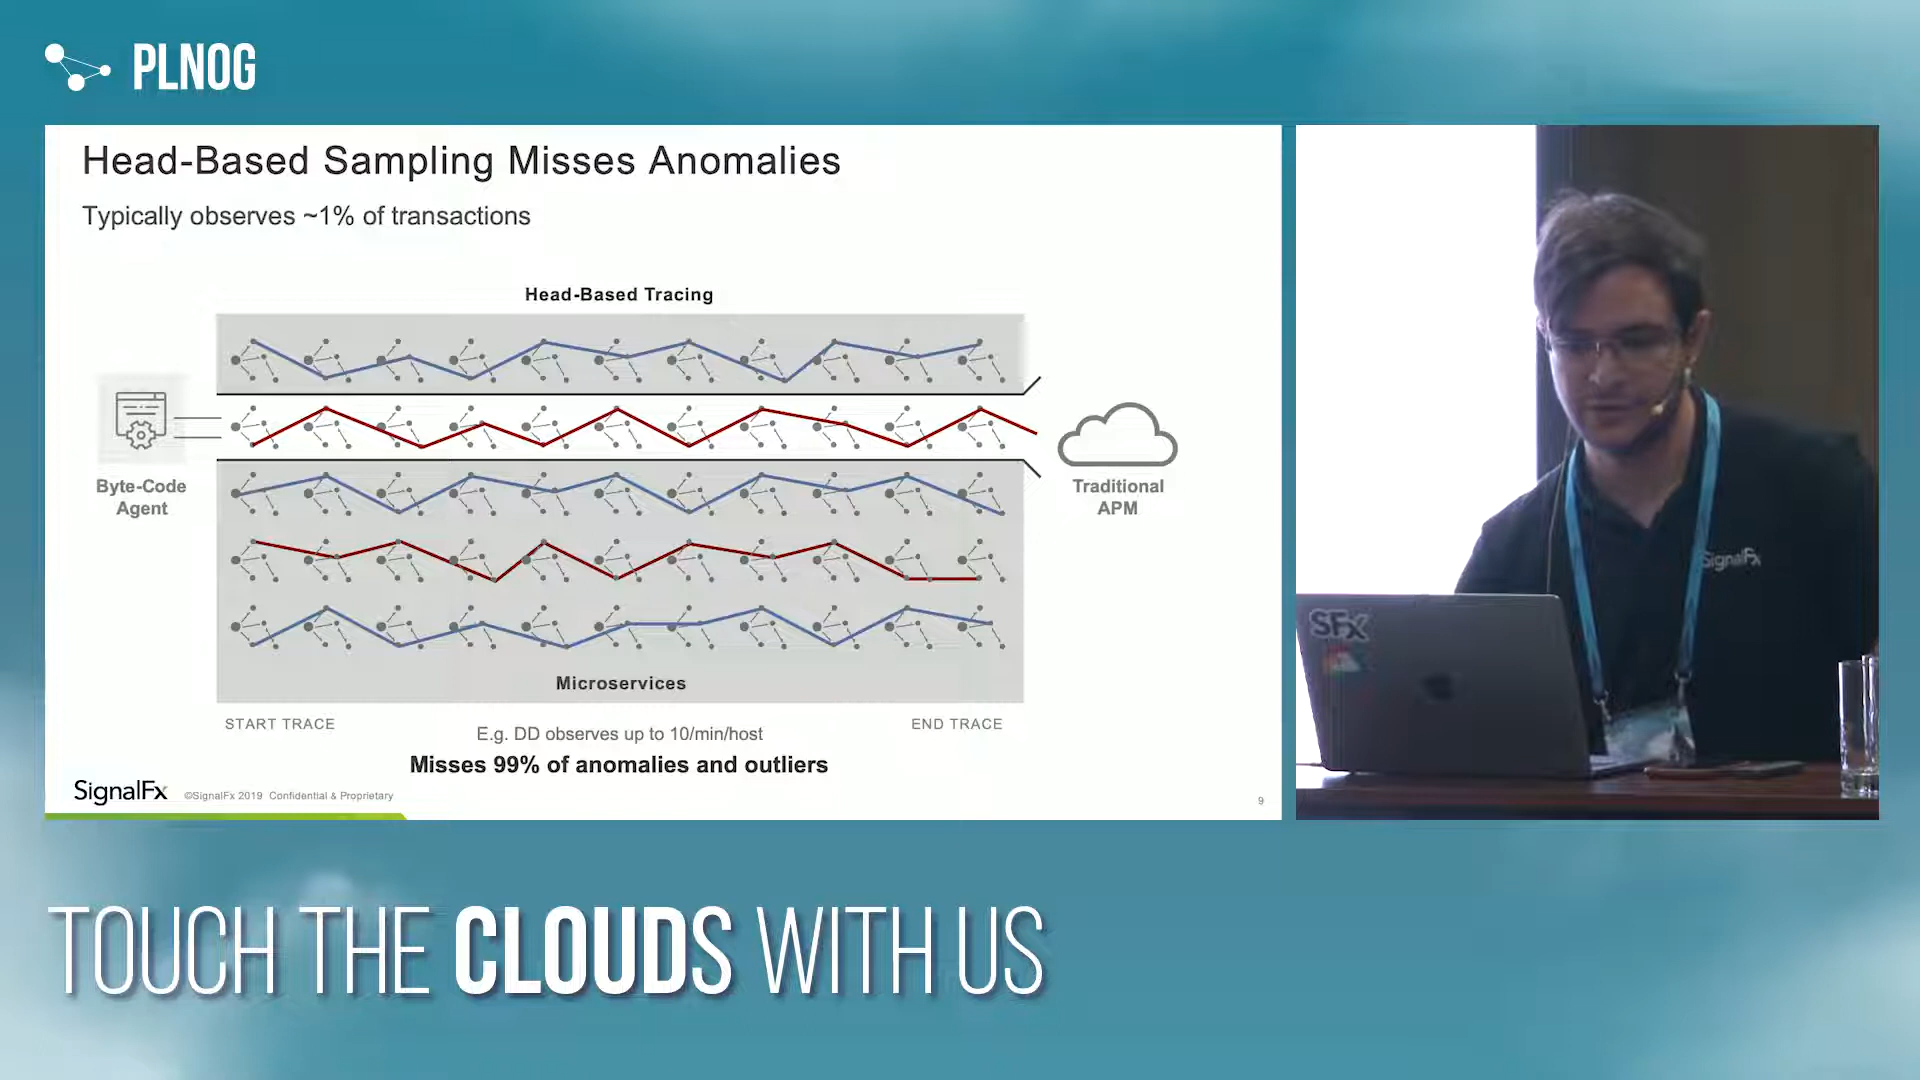 PLNOG
Head-Based Sampling Misses Anomalies
Typically observes ~1% of transactions
Head-Based Tracing
Byte-Code
Agent
Traditional
APM
Microservices
START TRACE
END TRACE
E.g. DD observes up to 10/min/host
Misses 99% of anomalies and outliers
SignalFx
©SignalFx 2019 Confidential & Proprietary
9
SignalFx
SFx
TOUCH THE CLOUDS WITH US